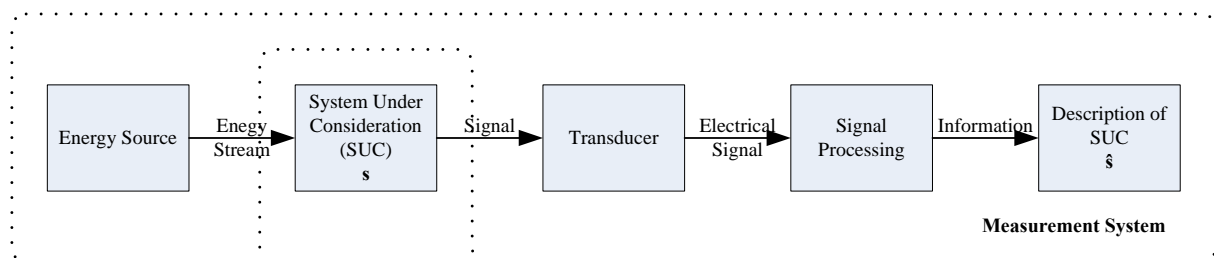 Energy Source
Enegy
Stream
System Under
Consideration
(SUC)
s
Signal
Transducer
Electrical
Signal
Signal
Processing
Information
Description of
SUC
ŝ
Measurement System